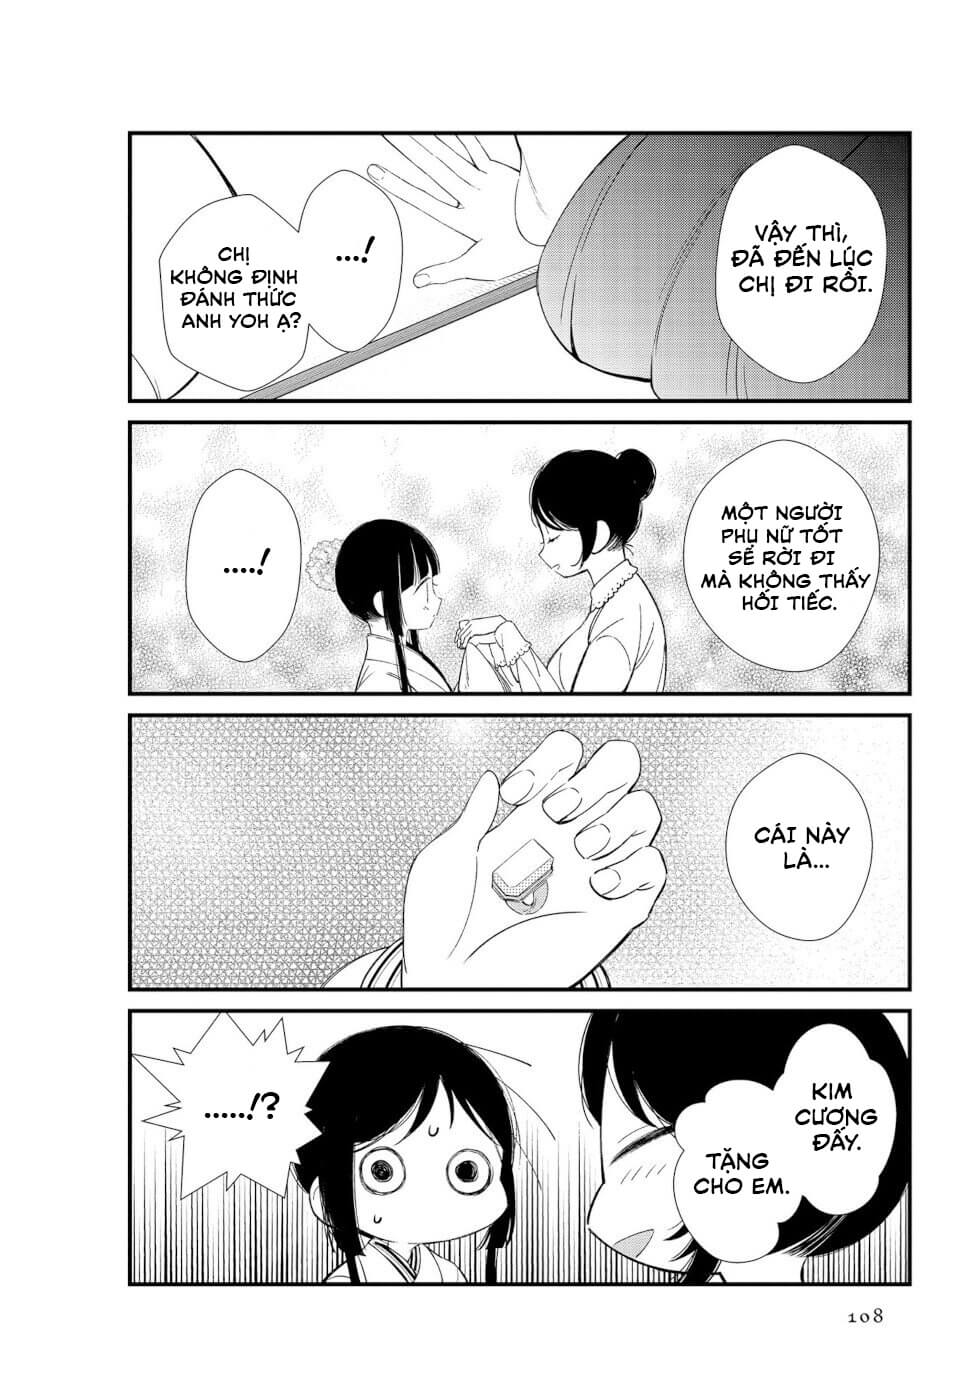 VẬY THÌ,
ĐÃ ĐẾN LÚC
CHỊ ĐI RỒI.
....!
CHỊ
KHÔNG ĐỊNH
ĐÁNH THỨC
ANH YOH Ạ?
MỘT NGƯỜI
PHỤ NỮ TỐT
SẼ RỜI ĐI
MÀ KHÔNG THẤY
HỐI TIẾC.
.....!
CÁI NÀY
LÀ...
KIM
CƯƠNG
ĐẤY.
TẶNG
CHO EM.
.....!?
108